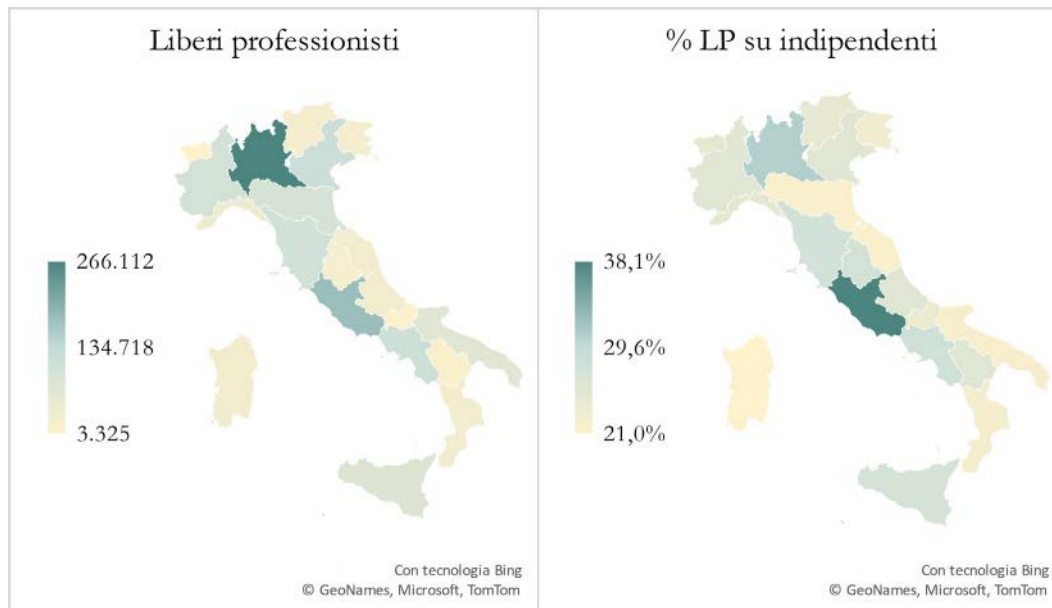 Liberi professionisti
266.112
134.718
3.325
Con tecnologia Bing
© GeoNames, Microsoft, TomTom
% LP su indipendenti
38,1%
29,6%
21,0%
Con tecnologia Bing
© GeoNames, Microsoft, TomTom